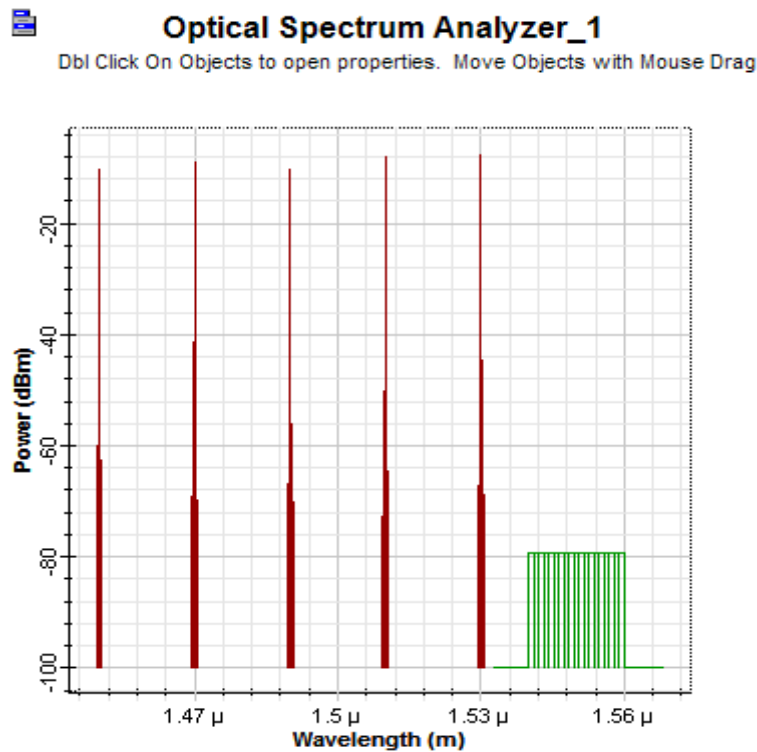 Optical Spectrum Analyzer_1
Dbl Click On Objects to open properties.  Move Objects with Mouse Drag
Power (dBm)
-20
-40
-60
-80
-100
1.47 µ
1.5 µ
1.53 µ
1.56 µ
Wavelength (m)